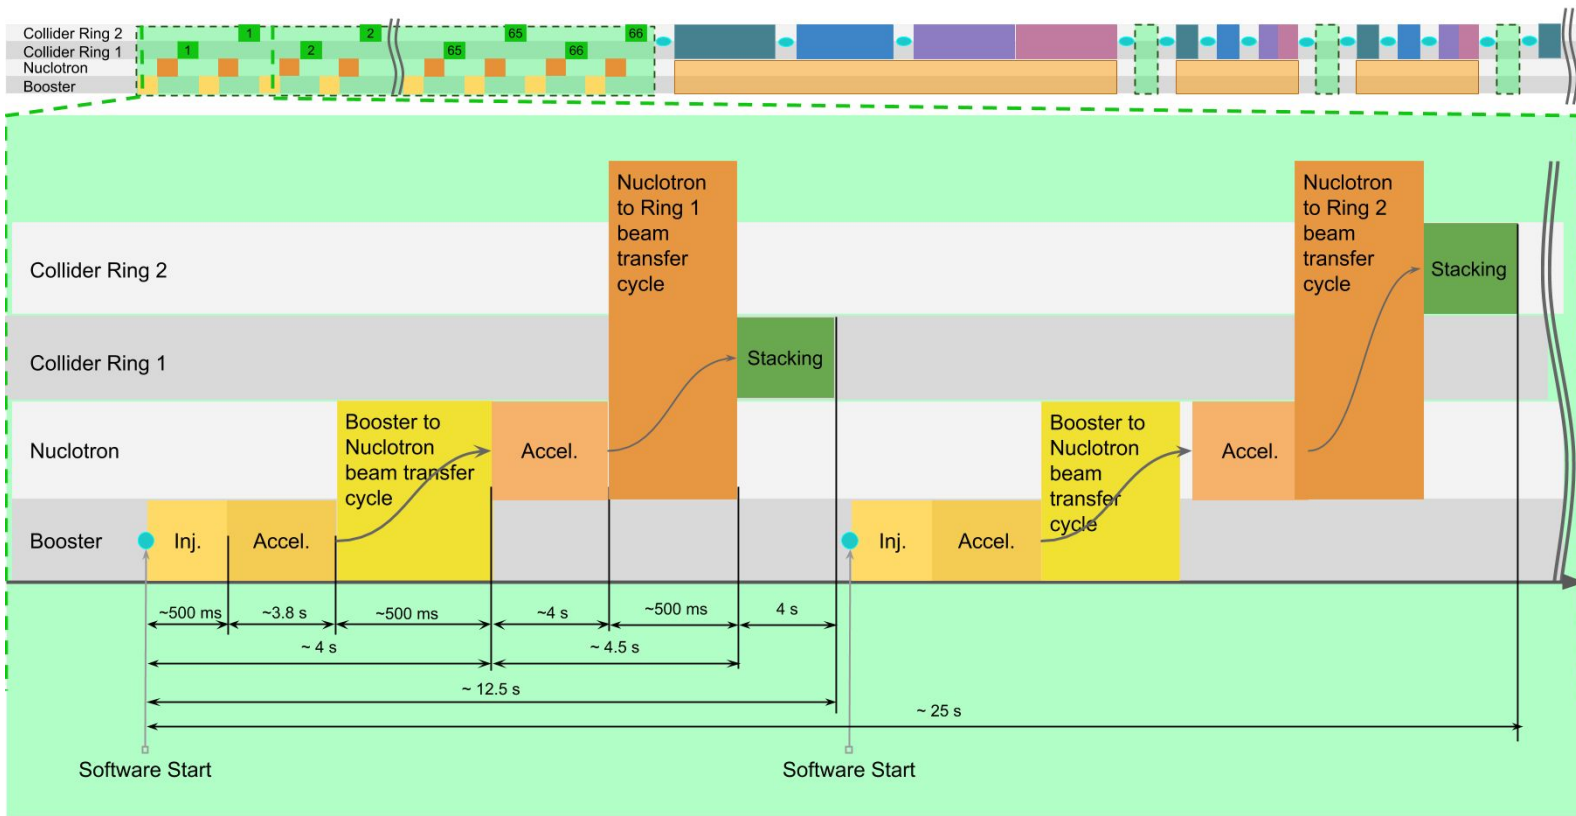 Collider Ring 2
1
2
65
66
Collider Ring 1
1
2
65
66
Nuclotron
Booster
Nuclotron
to Ring 1
beam
transfer
cycle
Nuclotron
to Ring 2
beam
transfer
cycle
Collider Ring 2
Stacking
Collider Ring 1
Stacking
Nuclotron
Booster to
Nuclotron
beam transfer
cycle
Accel.
Booster to
Nuclotron
beam
transfer
cycle
Accel.
Booster
Inj.
Accel.
Inj.
Accel.
~500 ms
~3.8 s
~500 ms
~4 s
~500 ms
4 s
~ 4 s
~ 4.5 s
~ 12.5 s
~ 25 s
Software Start
Software Start